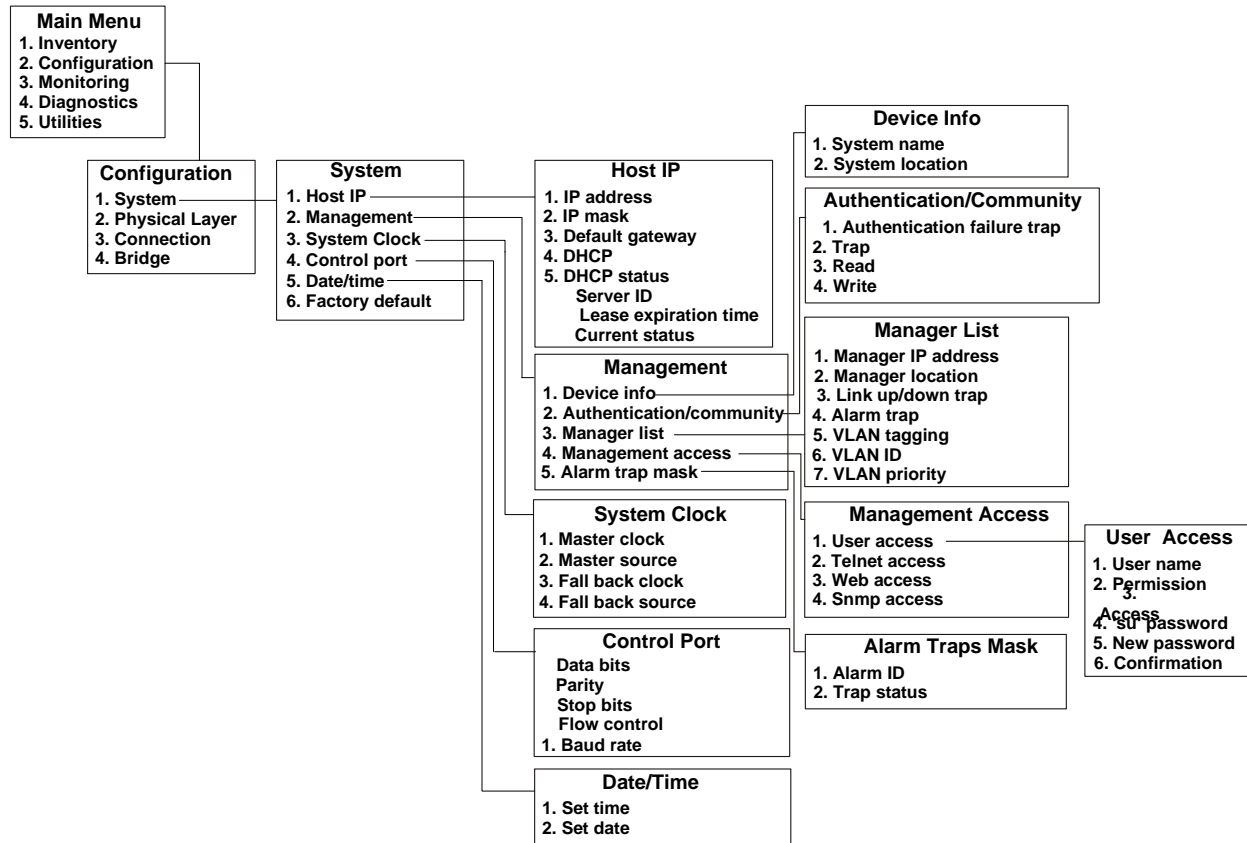 Main Menu
1. Inventory
2. Configuration
3. Monitoring
4. Diagnostics
5. Utilities
Configuration
1. System
2. Physical Layer
3. Connection
4. Bridge
System
1. Host IP
2. Management
3. System Clock
4. Control port
5. Date/time
6. Factory default
Host IP
1. IP address
2. IP mask
3. Default gateway
4. DHCP
5. DHCP status
Server ID
Lease expiration time
Current status
Management
1. Device info
2. Authentication/community
3. Manager list
4. Management access
5. Alarm trap mask
System Clock
1. Master clock
2. Master source
3. Fall back clock
4. Fall back source
Control Port
Data bits
Parity
Stop bits
Flow control
1. Baud rate
Date/Time
1. Set time
2. Set date
Device Info
1. System name
2. System location
Authentication/Community
1. Authentication failure trap
2. Trap
3. Read
4. Write
Manager List
1. Manager IP address
2. Manager location
3. Link up/down trap
4. Alarm trap
5. VLAN tagging
6. VLAN ID
7. VLAN priority
Management Access
1. User access
2. Telnet access
3. Web access
4. Snmp access
Alarm Traps Mask
1. Alarm ID
2. Trap status
User Access
1. User name
2. Permission
3.
Access
4. 'su' password
5. New password
6. Confirmation